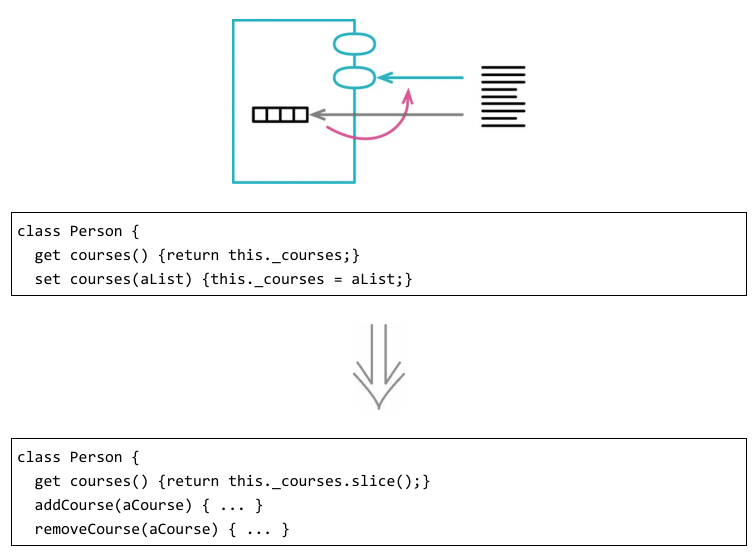 class Person {
  get courses() {return this._courses;}
  set courses(aList) {this._courses = aList;}
class Person {
  get courses() {return this._courses.slice();}
  addCourse(aCourse) { ... }
  removeCourse(aCourse) { ... }